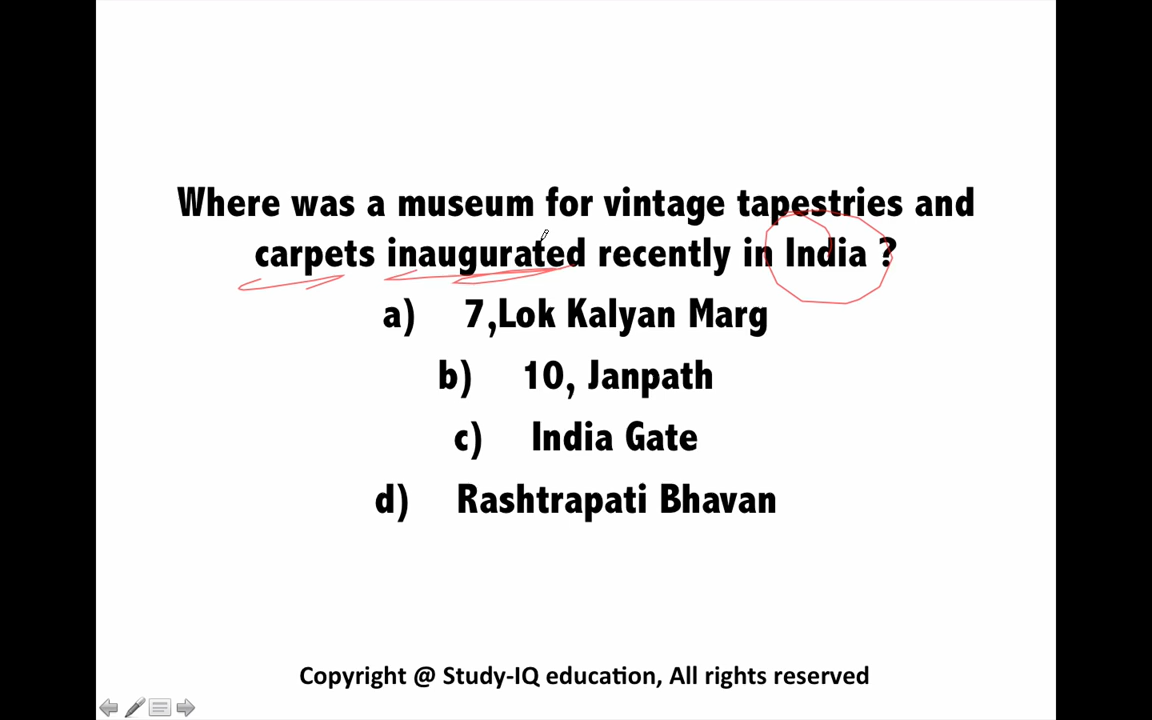 Where was a museum for vintage tapestries and
carpets inaugurated recently in India ?
a) 7,Lok Kalyan Marg
b) 10, Janpath
c) India Gate
d) Rashtrapati Bhavan
Copyright @ Study-IQ education, All rights reserved